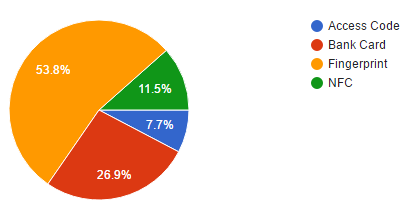 53.8%
11.5%
7.7%
26.9%
Access Code
Bank Card
Fingerprint
NFC